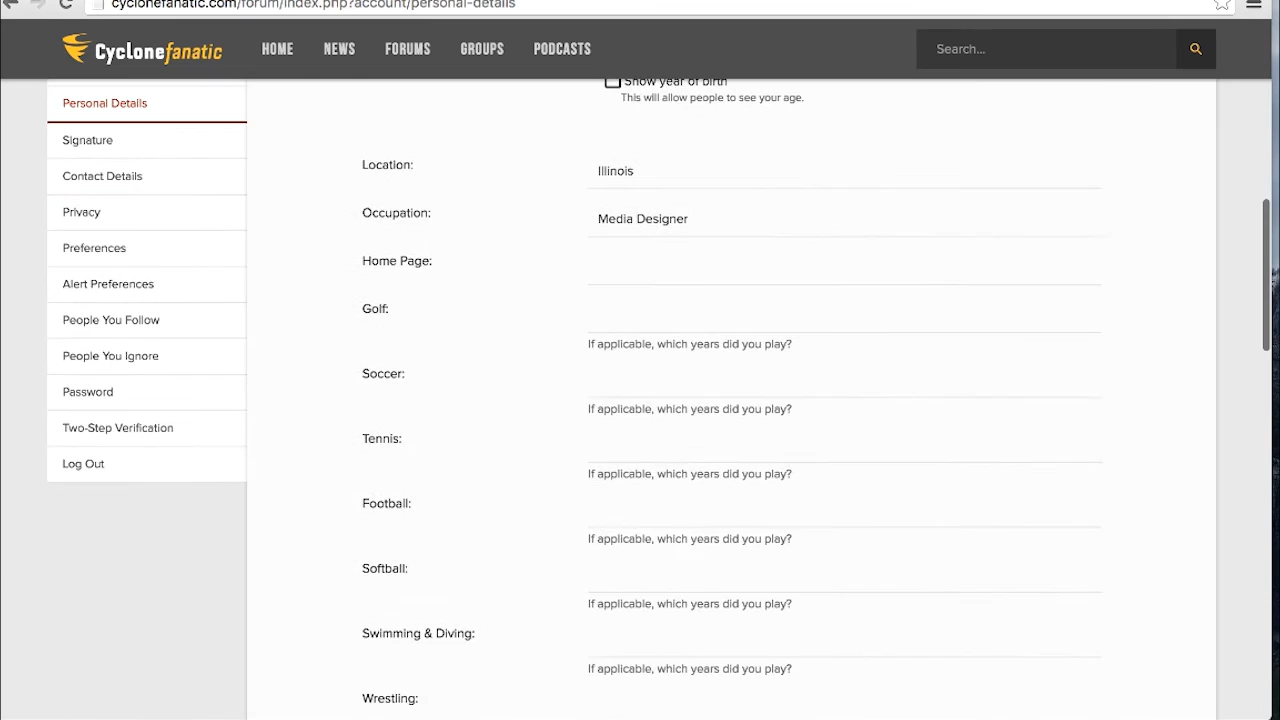 cyclonefanatic.com/forum/index.php?account/personal-details
Cyclonefanatic
HOME
NEWS
FORUMS
GROUPS
PODCASTS
Search...
Personal Details
Signature
Contact Details
Privacy
Preferences
Alert Preferences
People You Follow
People You Ignore
Password
Two-Step Verification
Log Out
Show year of birth
This will allow people to see your age.
Location:
Illinois
Occupation:
Media Designer
Home Page:
Golf:
If applicable, which years did you play?
Soccer:
If applicable, which years did you play?
Tennis:
If applicable, which years did you play?
Football:
If applicable, which years did you play?
Softball:
If applicable, which years did you play?
Swimming & Diving:
If applicable, which years did you play?
Wrestling: